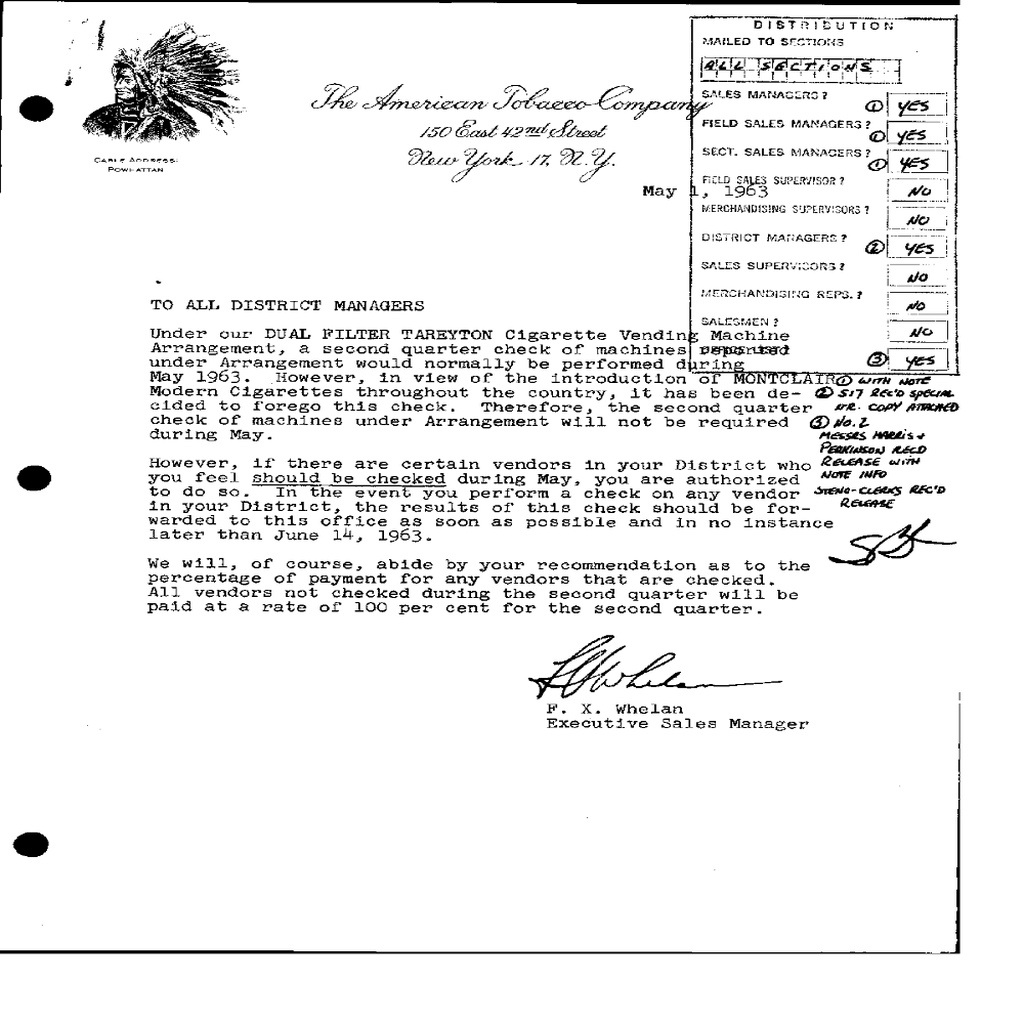 DISTRIBUTION
MAILED TO SECTIONS
ALL SECTIONS
SALES MANAGERS? ① YES
FIELD SALES MANAGERS? ① YES
SECT. SALES MANAGERS? ① YES
FIELD SALES SUPERVISOR? NO
MERCHANDISING SUPERVISORS? NO
DISTRICT MANAGERS? ② YES
SALES SUPERVISORS? NO
MERCHANDISING REPS.? NO
SALESMEN? NO
③ YES
① WITH NOTE
② 517 REC'D SPECIAL
COPY ATTACHED
③ NO. 2
MESSRS HARRIS +
PERKINSON RECD
RELEASE WITH
NOTE INFO
STENO-CLERKS REC'D
RELEASE
CABLE ADDRESS:
POWHATTAN
The American Tobacco Company
150 East 42nd Street
New York 17, N.Y.
May 1, 1963
TO ALL DISTRICT MANAGERS
Under our DUAL FILTER TAREYTON Cigarette Vending Machine
Arrangement, a second quarter check of machines
under Arrangement would normally be performed during
May 1963. However, in view of the introduction of MONTCLAIR
Modern Cigarettes throughout the country, it has been de-
cided to forego this check. Therefore, the second quarter
check of machines under Arrangement will not be required
during May.
However, if there are certain vendors in your District who
you feel should be checked during May, you are authorized
to do so. In the event you perform a check on any vendor
in your District, the results of this check should be for-
warded to this office as soon as possible and in no instance
later than June 14, 1963.
We will, of course, abide by your recommendation as to the
percentage of payment for any vendors that are checked.
All vendors not checked during the second quarter will be
paid at a rate of 100 per cent for the second quarter.
F X Whelan
F. X. Whelan
Executive Sales Manager